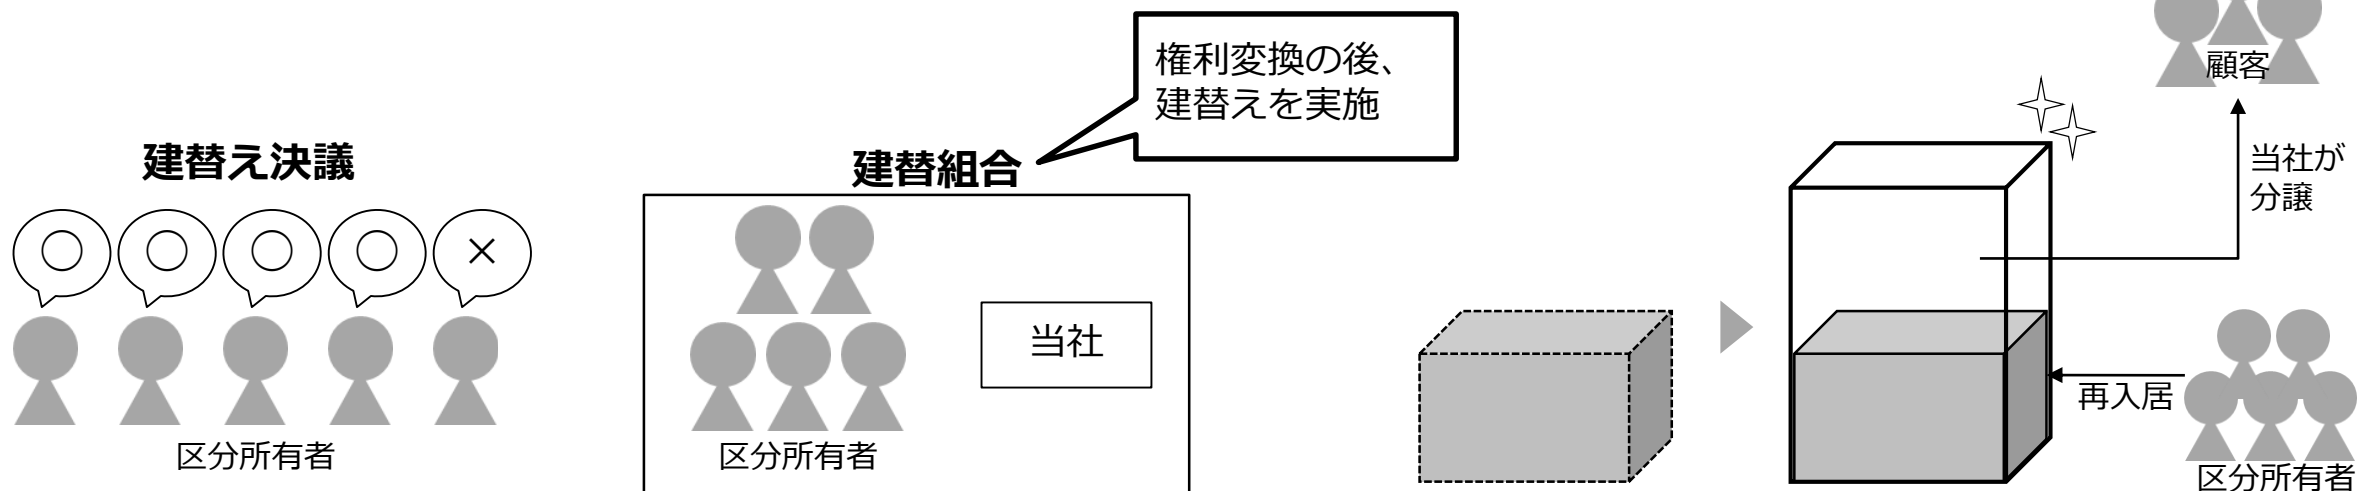 建替え決議
区分所有者
建替組合
権利変換の後、
建替えを実施
区分所有者
当社
顧客
当社が
分譲
再入居
区分所有者